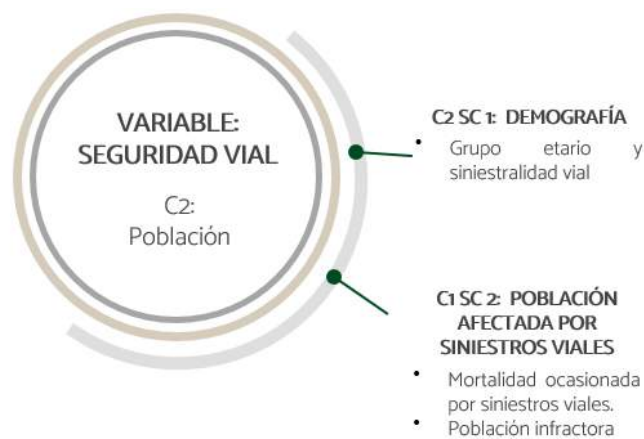 VARIABLE:
SEGURIDAD VIAL
C2:
Población
C2 SC 1: DEMOGRAFÍA
• Grupo etario y
siniestralidad vial
C1 SC 2: POBLACIÓN
AFECTADA POR
SINIESTROS VIALES
• Mortalidad ocasionada
por siniestros viales.
• Población infractora